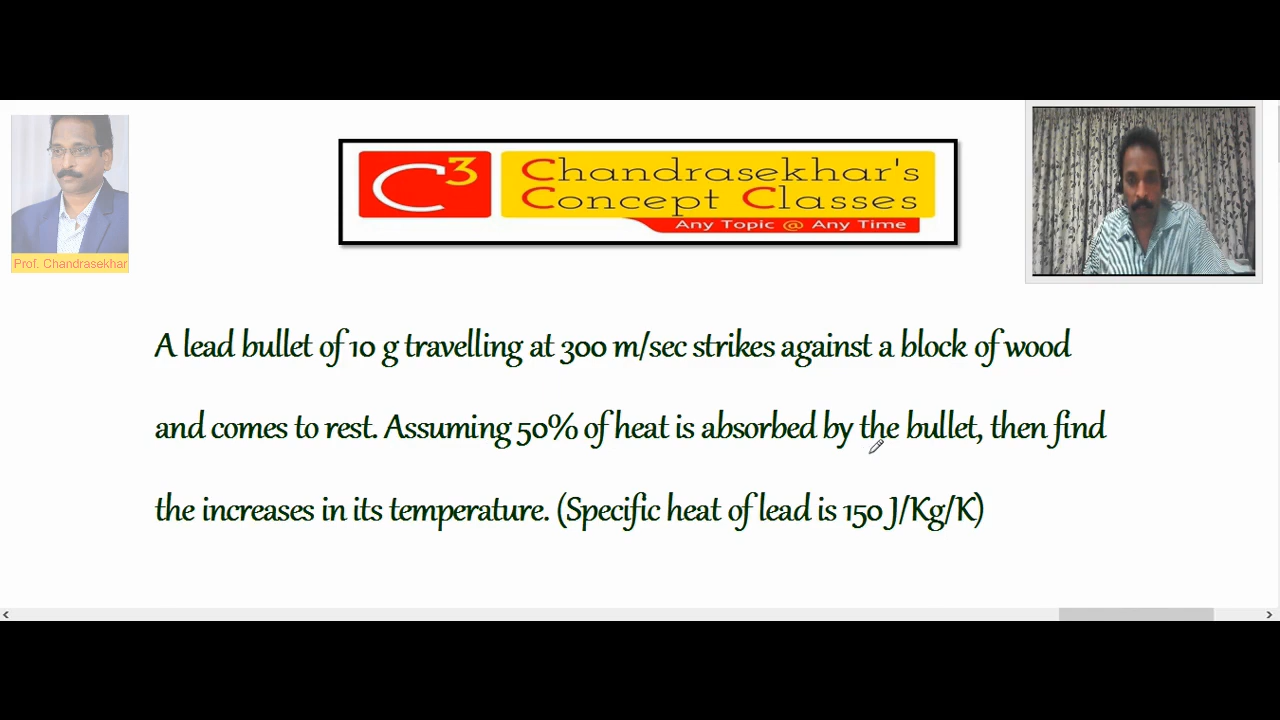 C3
Chandrasekhar's
Concept Classes
Any Topic @ Any Time
Prof. Chandrasekhar
A lead bullet of 10 g travelling at 300 m/sec strikes against a block of wood
and comes to rest. Assuming 50% of heat is absorbed by the bullet, then find
the increases in its temperature. (Specific heat of lead is 150 J/Kg/K)